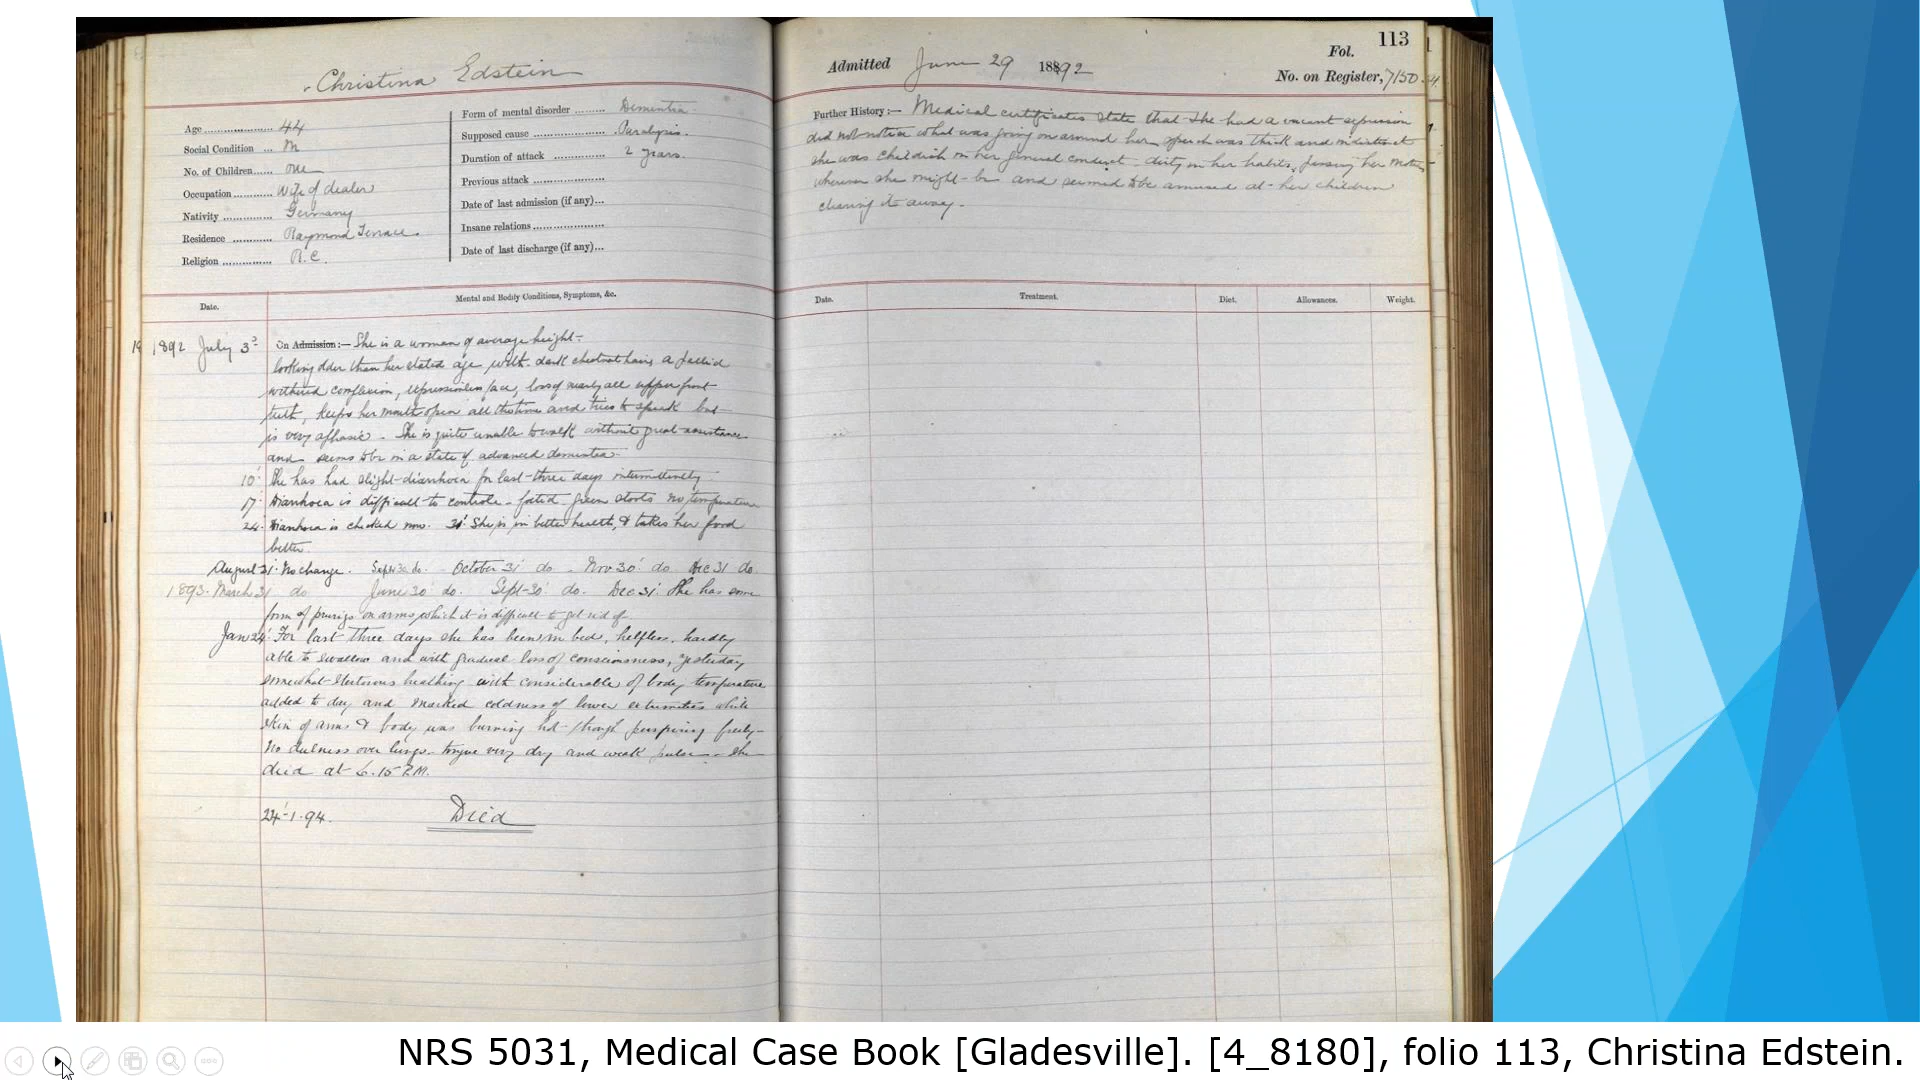 Christina Edstein
Age 44
Social Condition M
No. of Children one
Occupation Wife of dealer
Nativity Germany
Residence Raymond Terrace
Religion R.C.
Form of mental disorder Dementia
Supposed cause Paralysis.
Duration of attack 2 years.
Previous attack
Date of last admission (if any)
Insane relations
Date of last discharge (if any)
113
Fol.
Admitted June 29 1892
No. on Register, 7150
Further History:— Medical certificates state that she had a vacant expression
did not notice what was going on around her speech was thick and indistinct
she was childish in her general conduct - dirty in her habits, passing her motions
wherever she might be and seemed to be amused at her children
clearing it away.
Date. Mental and Bodily Conditions, Symptoms, &c.
Date. Treatment. Diet. Allowances. Weight.
1892 July 3 On Admission:— She is a woman of average height
looking older than her stated age with dark chestnut hair, a pallid
withered complexion, expressionless face, loss of nearly all upper front
teeth, keeps her mouth open all the time and tries to speak but
is very aphasic - She is quite unable to walk without great assistance
and seems to be in a state of advanced dementia
10 She has had slight diarrhoea for last three days intermittently
17 Diarrhoea is difficult to controle - foetid green stools no temperature
24. Diarrhoea is checked now. 31 She is in better health, & takes her food
better.
August 31 No change. Sept 30 do. October 31 do - Nov 30 do. Dec 31 do.
1893. March 31 do June 30 do. Sept 30 do. Dec 31 She has some
form of prurigo on arms which it is difficult to get rid of.
Jan 24 For last three days she has been in bed, helpless, hardly
able to swallow and with gradual loss of consciousness, yesterday
somewhat stertorous breathing with considerable of body temperature
added to day and marked coldness of lower extremities while
skin of arms & body was burning hot though perspiring freely -
No dulness over lungs - tongue very dry and weak pulse - She
died at 6.15 P.M.
24.1.94. Died
NRS 5031, Medical Case Book [Gladesville]. [4_8180], folio 113, Christina Edstein.